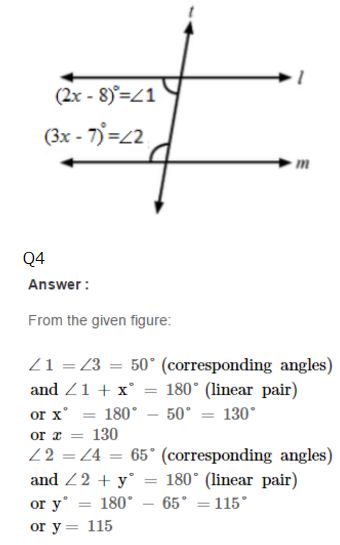 t
l
(2x - 8)°=∠1
(3x - 7)°=∠2
m
Q4
Answer :
From the given figure:
∠1 = ∠3 = 50° (corresponding angles)
and ∠1 + x° = 180° (linear pair)
or x° = 180° − 50° = 130°
or x = 130
∠2 = ∠4 = 65° (corresponding angles)
and ∠2 + y° = 180° (linear pair)
or y° = 180° − 65° = 115°
or y = 115